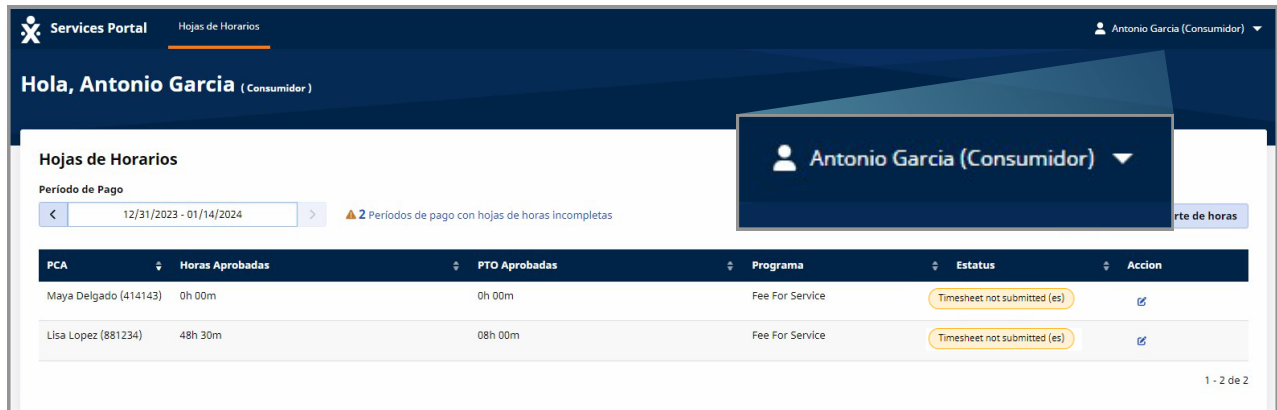 Services Portal Hojas de Horarios Antonio Garcia (Consumidor)
Hola, Antonio Garcia ( Consumidor )
Antonio Garcia (Consumidor)
Hojas de Horarios
Período de Pago
12/31/2023 - 01/14/2024 2 Períodos de pago con hojas de horas incompletas de horas
PCA Horas Aprobadas PTO Aprobadas Programa Estatus Accion
Maya Delgado (414143) 0h 00m 0h 00m Fee For Service Timesheet not submitted (es)
Lisa Lopez (881234) 48h 30m 08h 00m Fee For Service Timesheet not submitted (es)
1 - 2 de 2